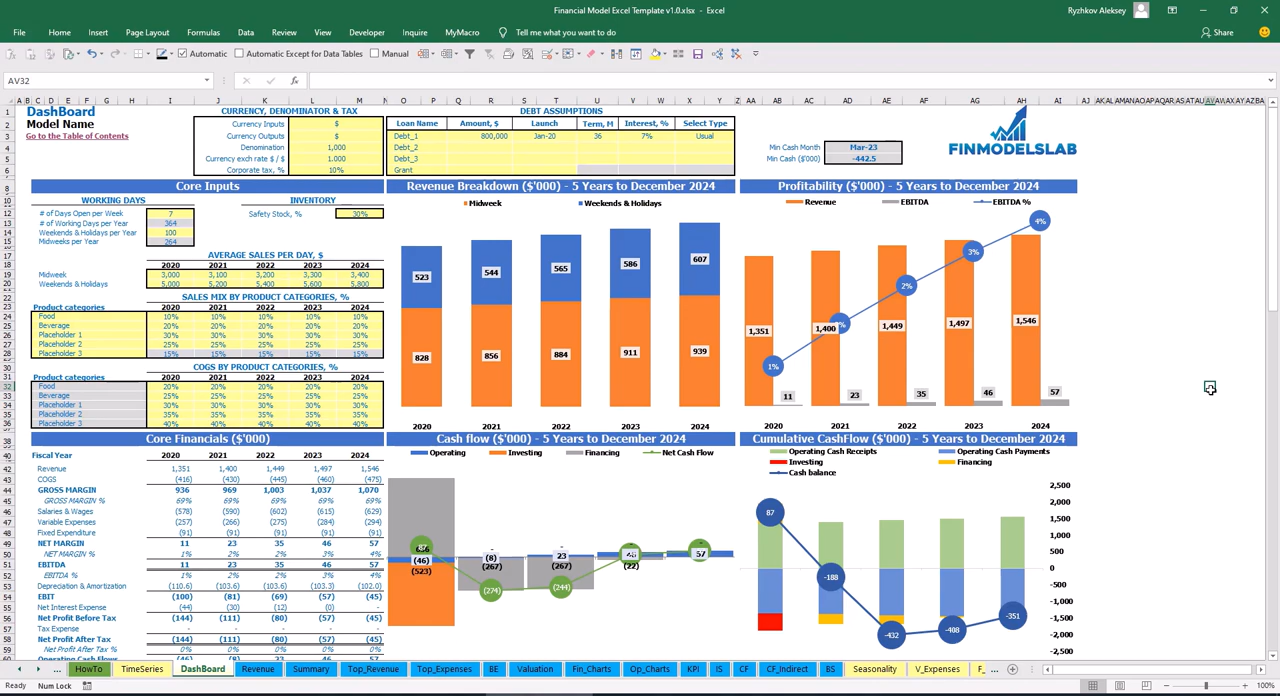 Financial Model Excel Template v1.0.xlsx - Excel
Ryzhkov Aleksey
File Home Insert Page Layout Formulas Data Review View Developer Inquire MyMacro Tell me what you want to do Share
Automatic Automatic Except for Data Tables Manual
AV32 fx
DashBoard
Model Name
Go to the Table of Contents
CURRENCY, DENOMINATOR & TAX
Currency Inputs $
Currency Outputs $
Denomination 1,000
Currency exch rate $ / $ 1.000
Corporate tax, % 10%
DEBT ASSUMPTIONS
Loan Name Amount, $ Launch Term, M Interest, % Select Type
Debt_1 800,000 Jan-20 36 7% Usual
Debt_2
Debt_3
Grant
Min Cash Month Mar-23
Min Cash ($'000) -442.5
FINMODELSLAB
Core Inputs
WORKING DAYS INVENTORY
# of Days Open per Week 7 Safety Stock, % 30%
# of Working Days per Year 364
Weekends & Holidays per Year 100
Midweeks per Year 264
AVERAGE SALES PER DAY, $
2020 2021 2022 2023 2024
Midweek 3,000 3,100 3,200 3,300 3,400
Weekends & Holidays 5,000 5,200 5,400 5,600 5,800
SALES MIX BY PRODUCT CATEGORIES, %
Product categories 2020 2021 2022 2023 2024
Food 10% 10% 10% 10% 10%
Beverage 20% 20% 20% 20% 20%
Placeholder 1 30% 30% 30% 30% 30%
Placeholder 2 25% 25% 25% 25% 25%
Placeholder 3 15% 15% 15% 15% 15%
COGS BY PRODUCT CATEGORIES, %
Product categories 2020 2021 2022 2023 2024
Food 20% 20% 20% 20% 20%
Beverage 25% 25% 25% 25% 25%
Placeholder 1 30% 30% 30% 30% 30%
Placeholder 2 35% 35% 35% 35% 35%
Placeholder 3 40% 40% 40% 40% 40%
Revenue Breakdown ($'000) - 5 Years to December 2024
Midweek Weekends & Holidays
523 544 565 586 607
828 856 884 911 939
2020 2021 2022 2023 2024
Profitability ($'000) - 5 Years to December 2024
Revenue EBITDA EBITDA %
1% 2% 3% 4%
1,351 1,400 1,449 1,497 1,546
11 23 35 46 57
2020 2021 2022 2023 2024
Core Financials ($'000)
Fiscal Year 2020 2021 2022 2023 2024
Revenue 1,351 1,400 1,449 1,497 1,546
COGS (416) (430) (445) (460) (475)
GROSS MARGIN 936 969 1,003 1,037 1,070
GROSS MARGIN % 69% 69% 69% 69% 69%
Salaries & Wages (578) (590) (602) (615) (629)
Variable Expenses (257) (266) (275) (284) (294)
Fixed Expenditure (91) (91) (91) (91) (91)
NET MARGIN 11 23 35 46 57
NET MARGIN % 1% 2% 2% 3% 4%
EBITDA 11 23 35 46 57
EBITDA % 1% 2% 2% 3% 4%
Depreciation & Amortization (110.6) (103.6) (103.6) (103.3) (102.0)
EBIT (100) (81) (69) (57) (45)
Net Interest Expense (44) (30) (12) (0) -
Net Profit Before Tax (144) (111) (80) (57) (45)
Tax Expense - - - - -
Net Profit After Tax (144) (111) (80) (57) (45)
Net Profit After Tax % 0% 0% 0% 0% 0%
Cash flow ($'000) - 5 Years to December 2024
Operating Investing Financing Net Cash Flow
(46) (8) 23 46 57
(523) (267) (267) (22)
(274) (244)
Cumulative CashFlow ($'000) - 5 Years to December 2024
Operating Cash Receipts Operating Cash Payments
Investing Financing
Cash balance
87 -188 -432 -408 -351
2,500
2,000
1,500
1,000
500
0
-500
-1,000
-1,500
-2,000
-2,500
HowTo TimeSeries DashBoard Revenue Summary Top_Revenue Top_Expenses BE Valuation Fin_Charts Op_Charts KPI IS CF CF_Indirect BS Seasonality V_Expenses F_ ...
Ready Num Lock 100%